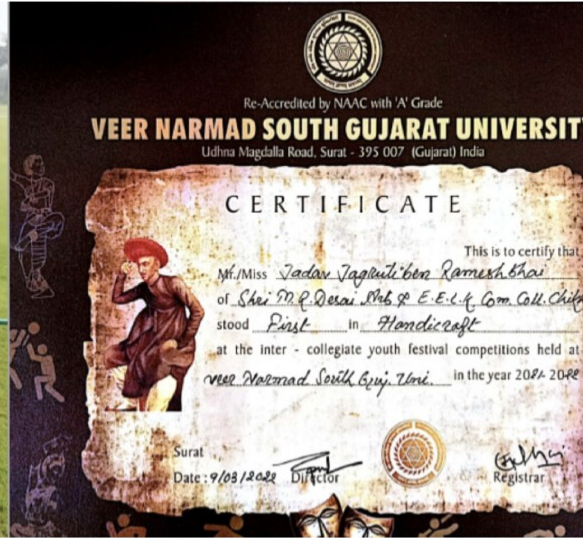 Re-Accredited by NAAC with 'A' Grade
VEER NARMAD SOUTH GUJARAT UNIVERSIT
Udhna Magdalla Road, Surat - 395 007 (Gujarat) India
CERTIFICATE
This is to certify that
Mr./Miss Jadav Jagrutiben Rameshbhai
of Shri M.R. Desai Arts & E.E.L.K Com. Coll. Chik
stood First in Handicraft
at the inter - collegiate youth festival competitions held at
veer Narmad South Guj. Uni. in the year 2021-2022
Surat
Date : 9/03/2022 Director
Registrar